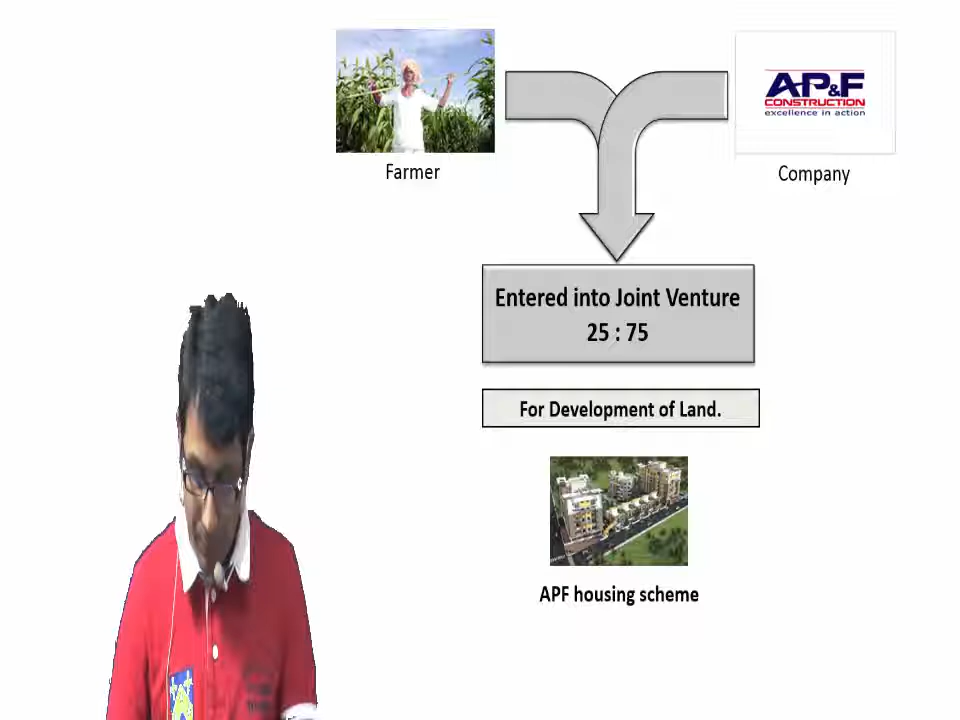 AP&F
CONSTRUCTION
excellence in action
Farmer
Company
Entered into Joint Venture
25 : 75
For Development of Land.
APF housing scheme